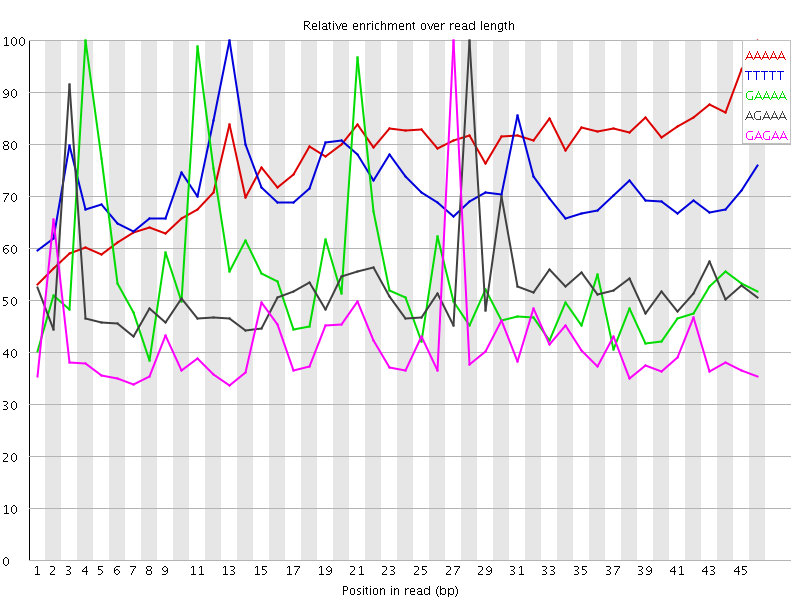 Relative enrichment over read length
100
90
80
70
60
50
40
30
20
10
0
AAAAA
TTTTT
GAAAA
AGAAA
GAGAA
1 2 3 4 5 6 7 8 9 11 13 15 17 19 21 23 25 27 29 31 33 35 37 39 41 43 45
Position in read (bp)